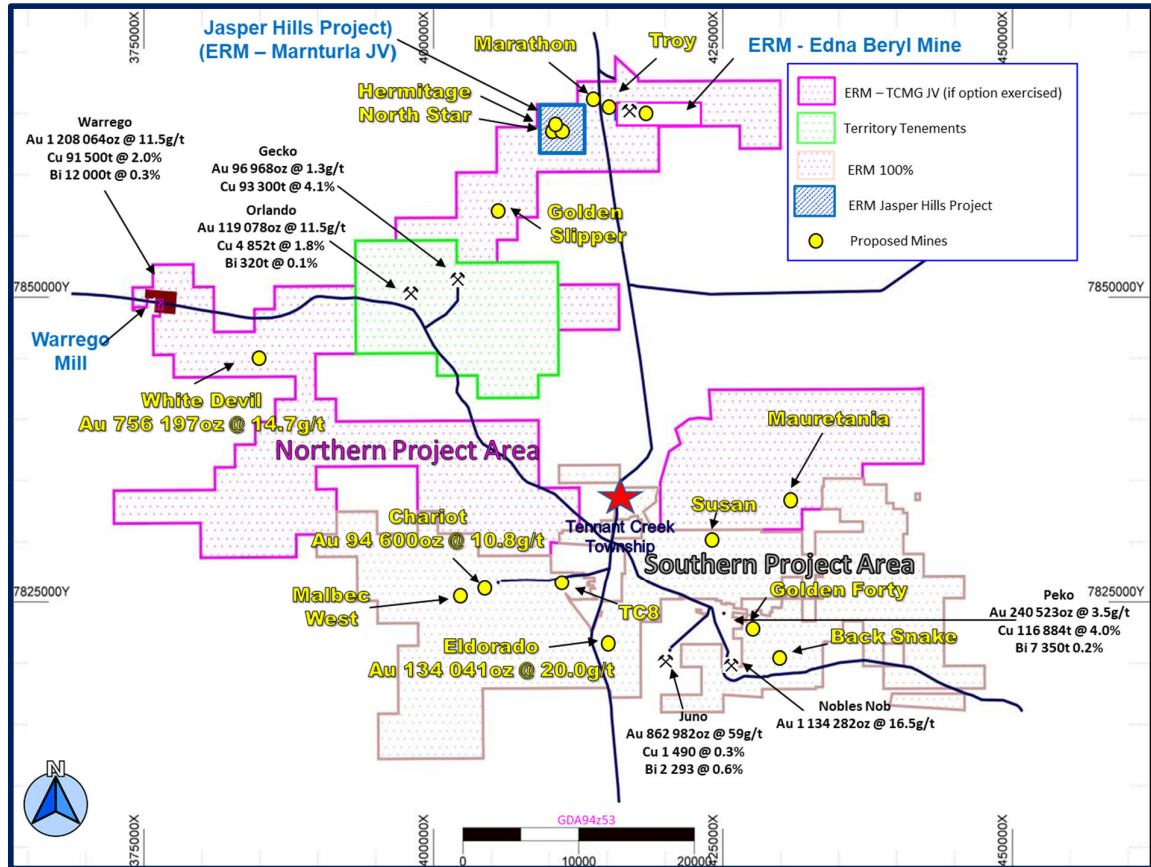 375000X
400000X
425000X
450000X
Jasper Hills Project)
(ERM – Marnturla JV)
Marathon
Troy
ERM - Edna Beryl Mine
Hermitage
North Star
ERM – TCMG JV (if option exercised)
Territory Tenements
ERM 100%
ERM Jasper Hills Project
Proposed Mines
Warrego
Au 1 208 064oz @ 11.5g/t
Cu 91 500t @ 2.0%
Bi 12 000t @ 0.3%
Gecko
Au 96 968oz @ 1.3g/t
Cu 93 300t @ 4.1%
Orlando
Au 119 078oz @ 11.5g/t
Cu 4 852t @ 1.8%
Bi 320t @ 0.1%
Golden
Slipper
7850000Y
7850000Y
Warrego
Mill
White Devil
Au 756 197oz @ 14.7g/t
Northern Project Area
Mauretania
Susan
Tennant Creek
Township
Chariot
Au 94 600oz @ 10.8g/t
Southern Project Area
Malbec
West
TC8
Golden Forty
7825000Y
7825000Y
Peko
Au 240 523oz @ 3.5g/t
Cu 116 884t @ 4.0%
Bi 7 350t 0.2%
Eldorado
Au 134 041oz @ 20.0g/t
Back Snake
Juno
Au 862 982oz @ 59g/t
Cu 1 490 @ 0.3%
Bi 2 293 @ 0.6%
Nobles Nob
Au 1 134 282oz @ 16.5g/t
N
GDA94z53
0
10000
20000
375000X
400000X
425000X
450000X